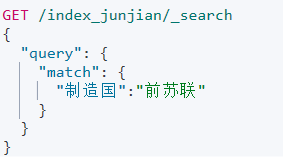 GET /index_junjian/_search
{
  "query": {
    "match": {
      "制造国":"前苏联"
    }
  }
}